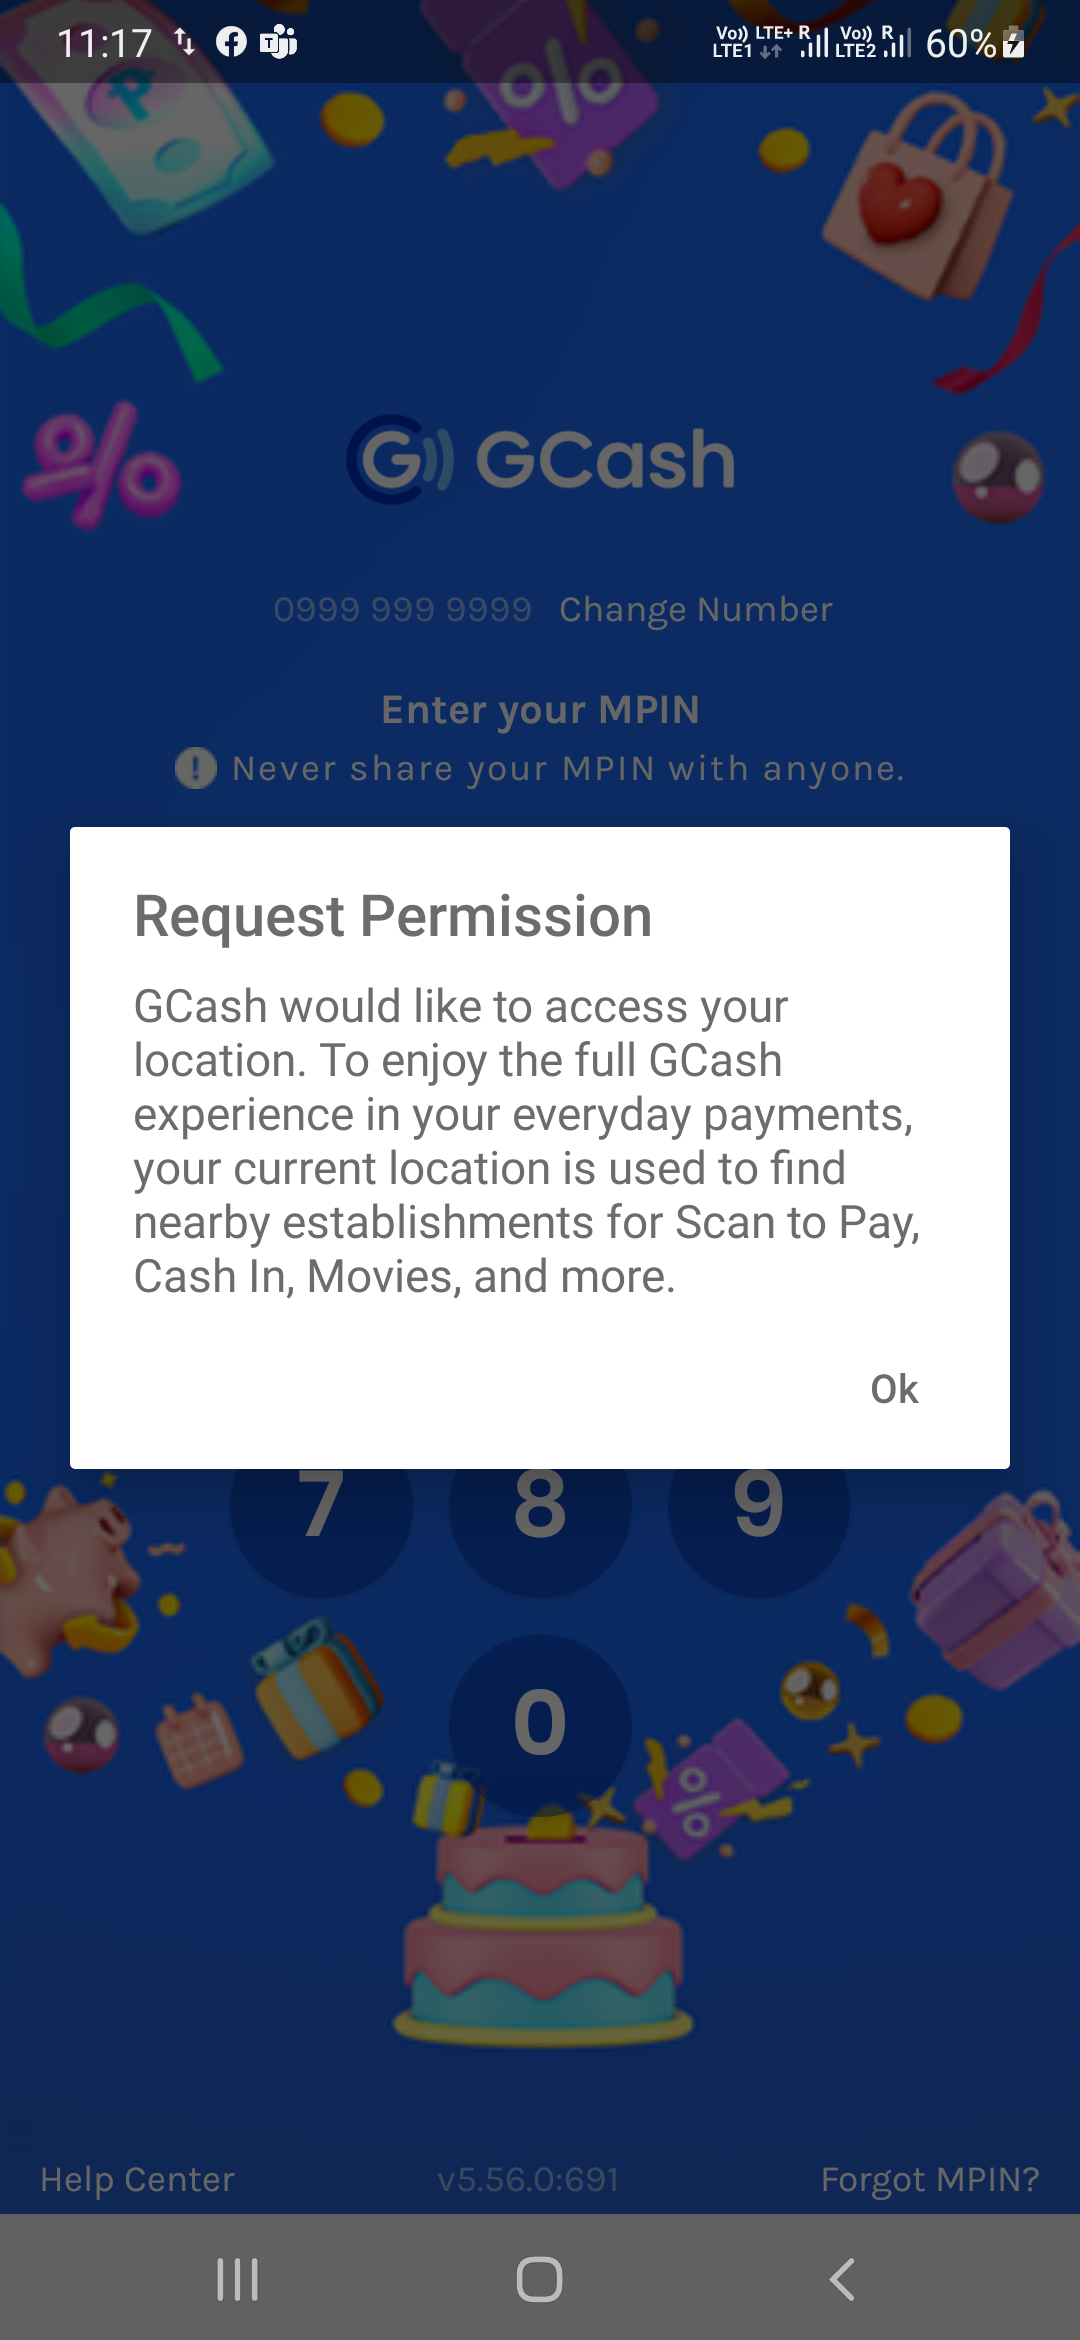 11:17
Vo)) LTE+ R Vo)) R 60%
LTE1 LTE2
GCash
0999 999 9999 Change Number
Enter your MPIN
Never share your MPIN with anyone.
Request Permission
GCash would like to access your
location. To enjoy the full GCash
experience in your everyday payments,
your current location is used to find
nearby establishments for Scan to Pay,
Cash In, Movies, and more.
Ok
7 8 9
0
Help Center v5.56.0:691 Forgot MPIN?